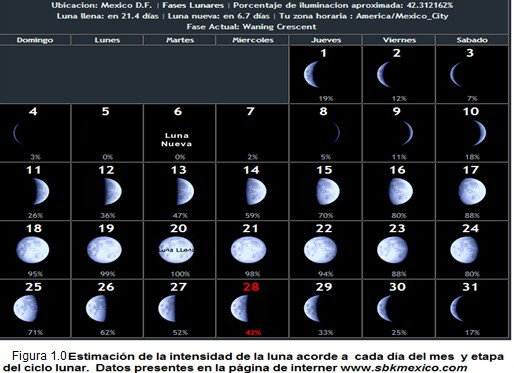 Ubicacion: Mexico D.F. | Fases Lunares | Porcentaje de iluminacion aproximada: 42.312162%
Luna llena: en 21.4 días | Luna nueva: en 6.7 días | Tu zona horaria : America/Mexico_City
Fase Actual: Waning Crescent
Domingo Lunes Martes Miercoles Jueves Viernes Sabado
1 2 3
19% 12% 7%
4 5 6 7 8 9 10
Luna
Nueva
3% 0% 0% 2% 5% 11% 18%
11 12 13 14 15 16 17
26% 36% 47% 59% 70% 80% 88%
18 19 20 21 22 23 24
Luna LLena
95% 99% 100% 98% 94% 88% 80%
25 26 27 28 29 30 31
71% 62% 52% 42% 33% 25% 17%
Figura 1.0 Estimación de la intensidad de la luna acorde a cada día del mes y etapa
del ciclo lunar. Datos presentes en la página de interner www.sbkmexico.com